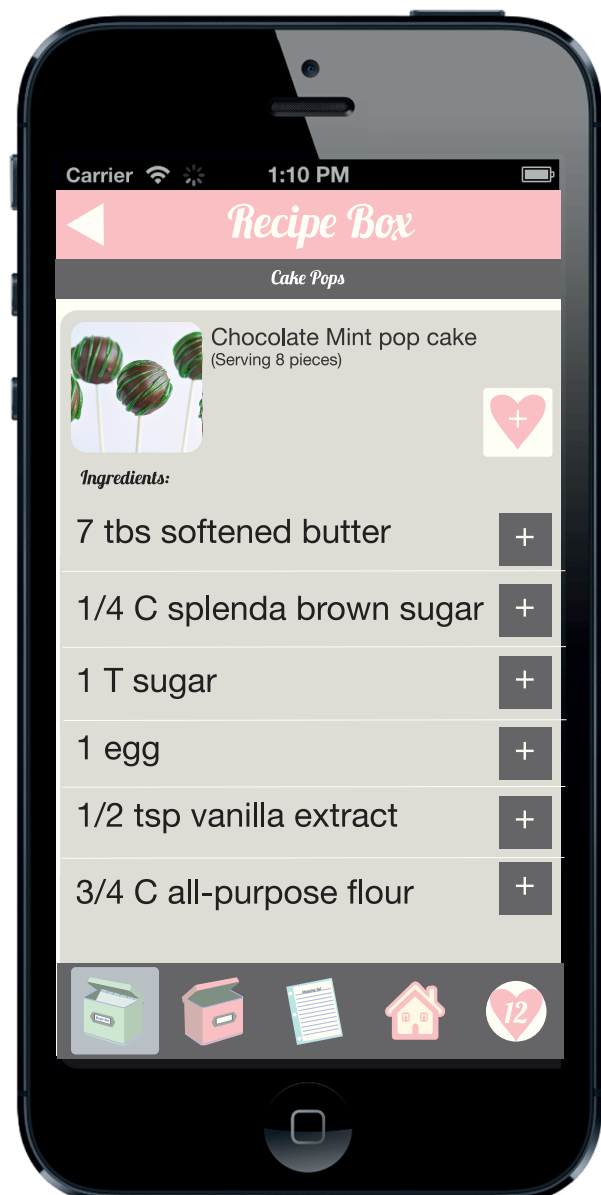 Carrier 1:10 PM
Recipe Box
Cake Pops
Chocolate Mint pop cake
(Serving 8 pieces)
+
Ingredients:
7 tbs softened butter +
1/4 C splenda brown sugar +
1 T sugar +
1 egg +
1/2 tsp vanilla extract +
3/4 C all-purpose flour +
Shopping list
12